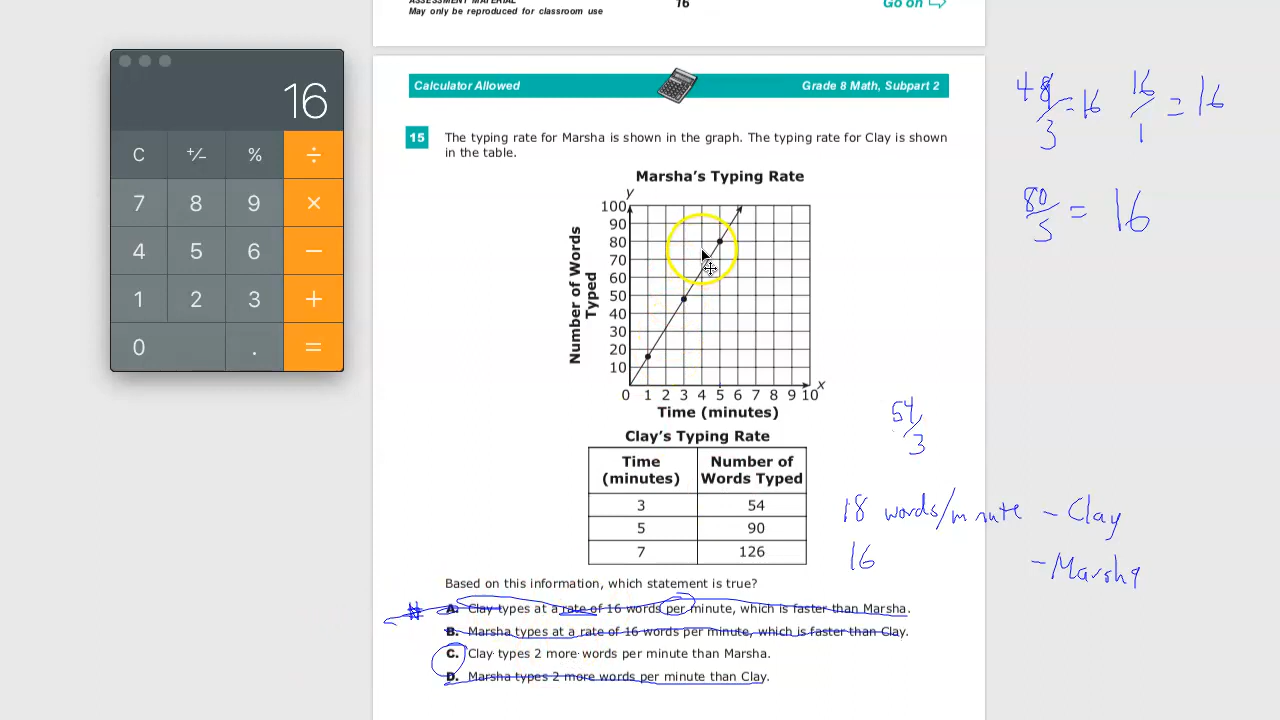 ASSESSMENT MATERIAL
May only be reproduced for classroom use
16
Go on
16
C +/− % ÷
7 8 9 ×
4 5 6 −
1 2 3 +
0 . =
Calculator Allowed
Grade 8 Math, Subpart 2
48/3 = 16 16/1 = 16
80/5 = 16
15 The typing rate for Marsha is shown in the graph. The typing rate for Clay is shown
in the table.
Marsha's Typing Rate
y
100
90
80
70
60
50
40
30
20
10
Number of Words
Typed
0 1 2 3 4 5 6 7 8 9 10 x
Time (minutes)
54/3
Clay's Typing Rate
Time (minutes) Number of Words Typed
3 54
5 90
7 126
18 words/minute - Clay
16 - Marsha
Based on this information, which statement is true?
A. Clay types at a rate of 16 words per minute, which is faster than Marsha.
B. Marsha types at a rate of 16 words per minute, which is faster than Clay.
C. Clay types 2 more words per minute than Marsha.
D. Marsha types 2 more words per minute than Clay.